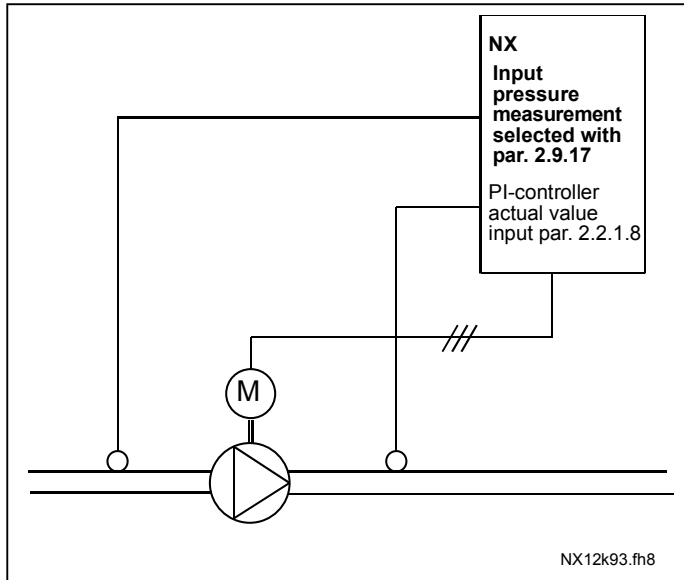 NX
Input
pressure
measurement
selected with
par. 2.9.17
PI-controller
actual value
input par. 2.2.1.8
M
NX12k93.fh8